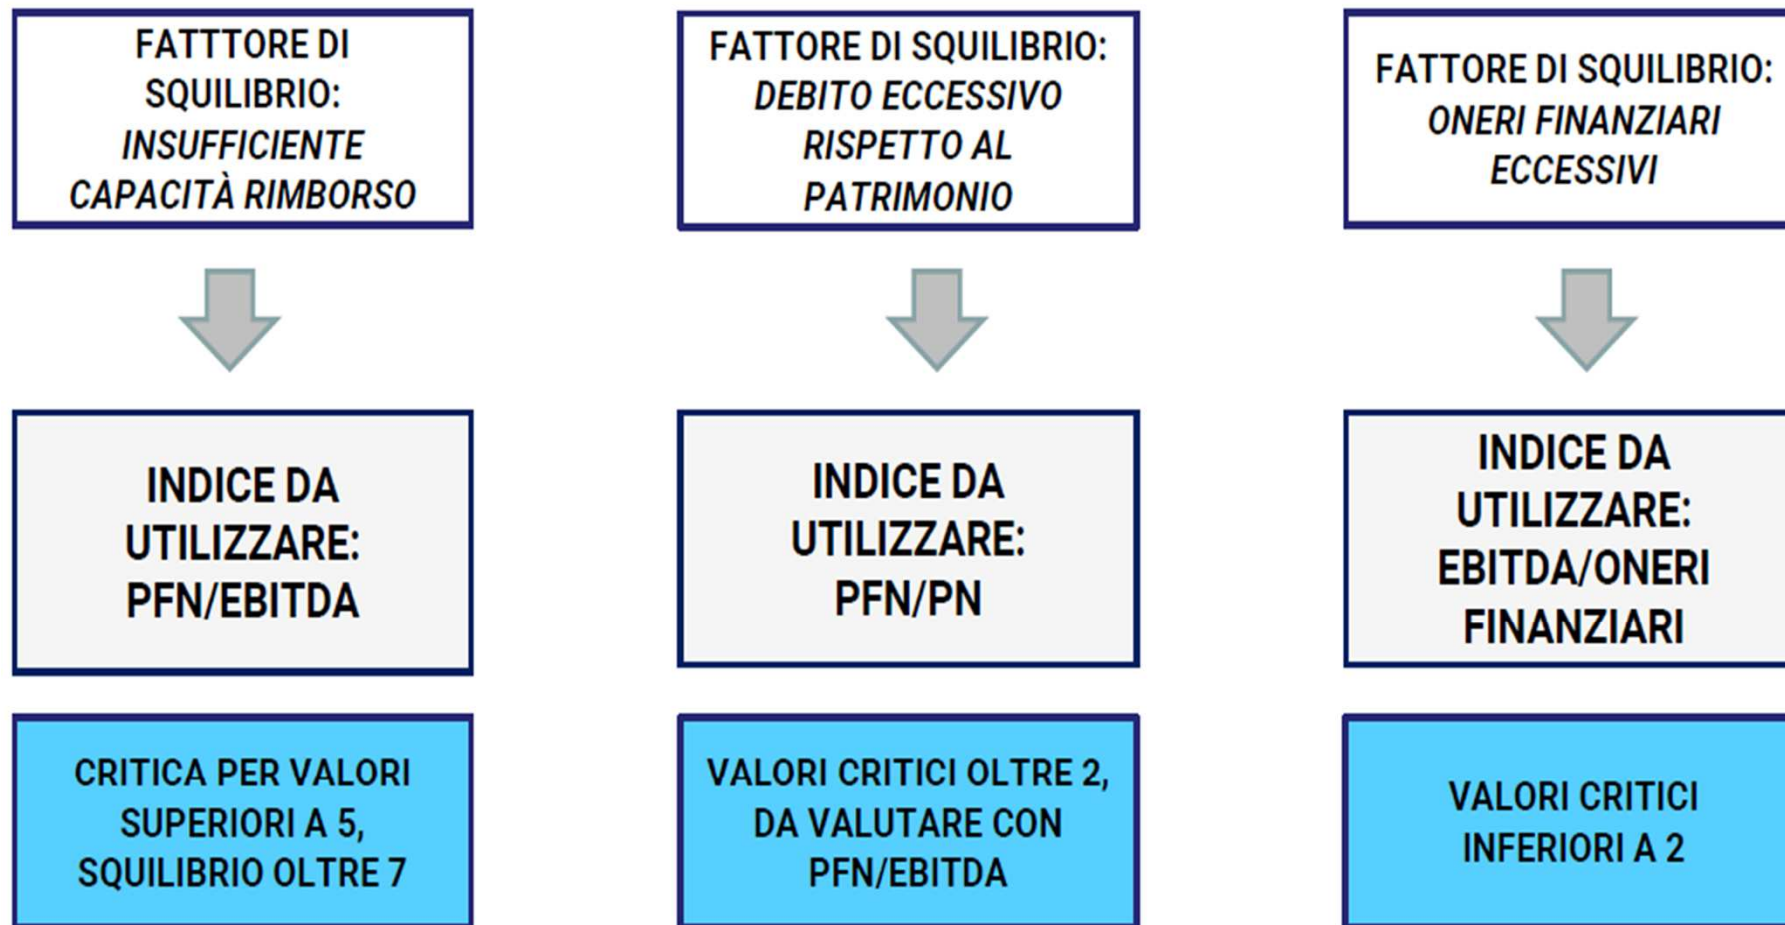 FATTTORE DI
SQUILIBRIO:
INSUFFICIENTE
CAPACITÀ RIMBORSO
FATTORE DI SQUILIBRIO:
DEBITO ECCESSIVO
RISPETTO AL
PATRIMONIO
FATTORE DI SQUILIBRIO:
ONERI FINANZIARI
ECCESSIVI
INDICE DA
UTILIZZARE:
PFN/EBITDA
INDICE DA
UTILIZZARE:
PFN/PN
INDICE DA
UTILIZZARE:
EBITDA/ONERI
FINANZIARI
CRITICA PER VALORI
SUPERIORI A 5,
SQUILIBRIO OLTRE 7
VALORI CRITICI OLTRE 2,
DA VALUTARE CON
PFN/EBITDA
VALORI CRITICI
INFERIORI A 2